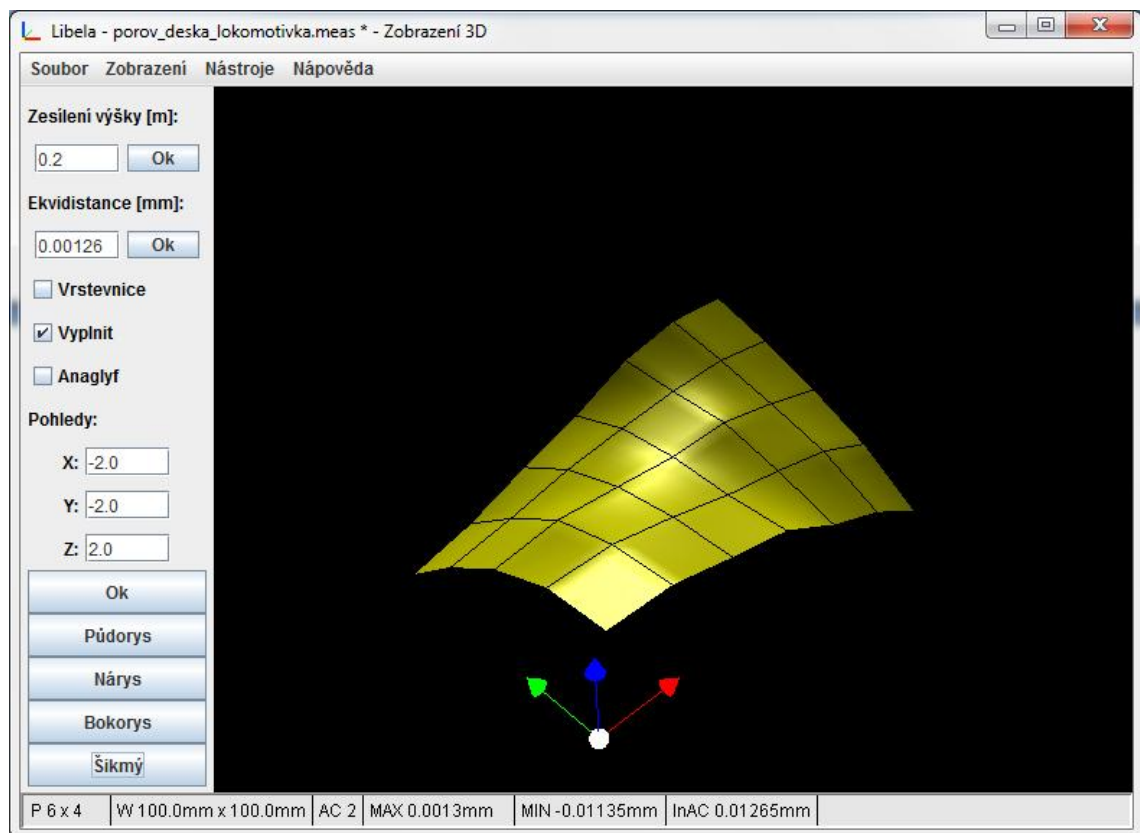 Libela - porov_deska_lokomotivka.meas * - Zobrazení 3D
Soubor Zobrazení Nástroje Nápověda
Zesílení výšky [m]:
0.2 Ok
Ekvidistance [mm]:
0.00126 Ok
Vrstevnice
Vyplnit
Anaglyf
Pohledy:
X: -2.0
Y: -2.0
Z: 2.0
Ok
Půdorys
Nárys
Bokorys
Šikmý
P 6 x 4 W 100.0mm x 100.0mm AC 2 MAX 0.0013mm MIN -0.01135mm InAC 0.01265mm